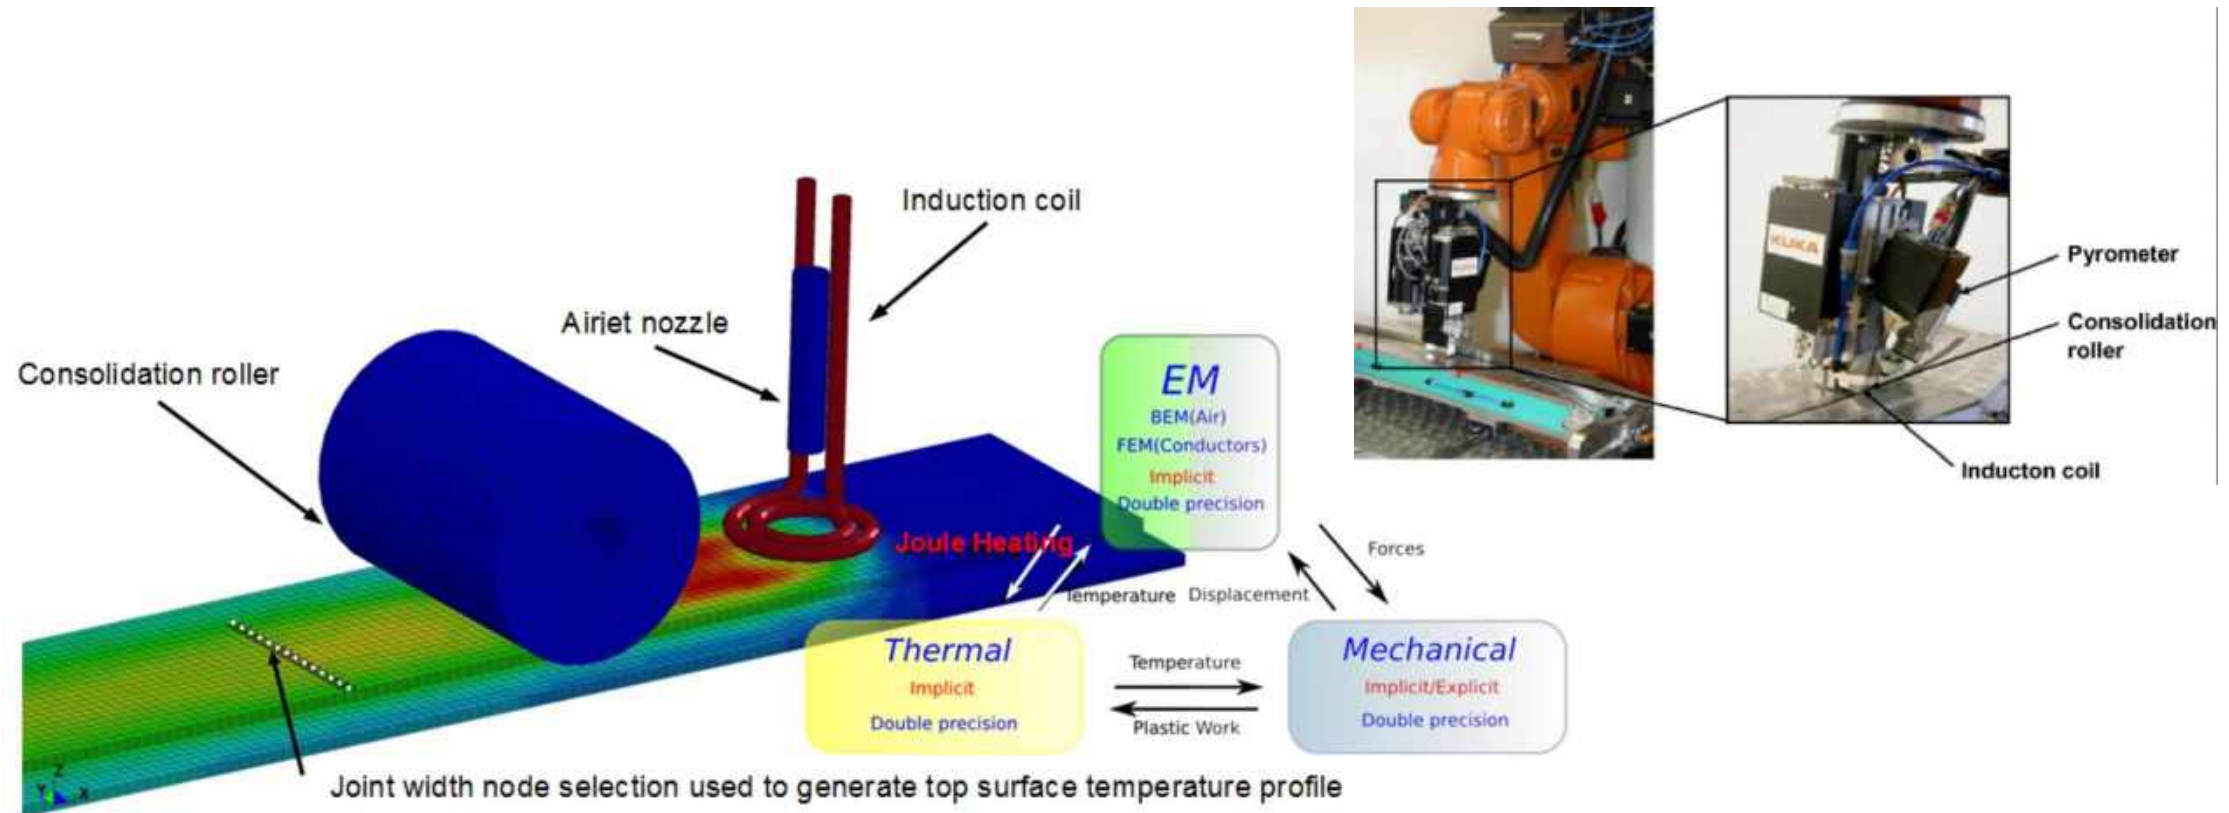 Induction coil
Airjet nozzle
Consolidation roller
EM
BEM(Air)
FEM(Conductors)
Implicit
Double precision
Joule Heating
Forces
Temperature
Displacement
Thermal
Implicit
Double precision
Temperature
Plastic Work
Mechanical
Implicit/Explicit
Double precision
Joint width node selection used to generate top surface temperature profile
Z
Y
X
KUKA
Pyrometer
Consolidation
roller
Inducton coil